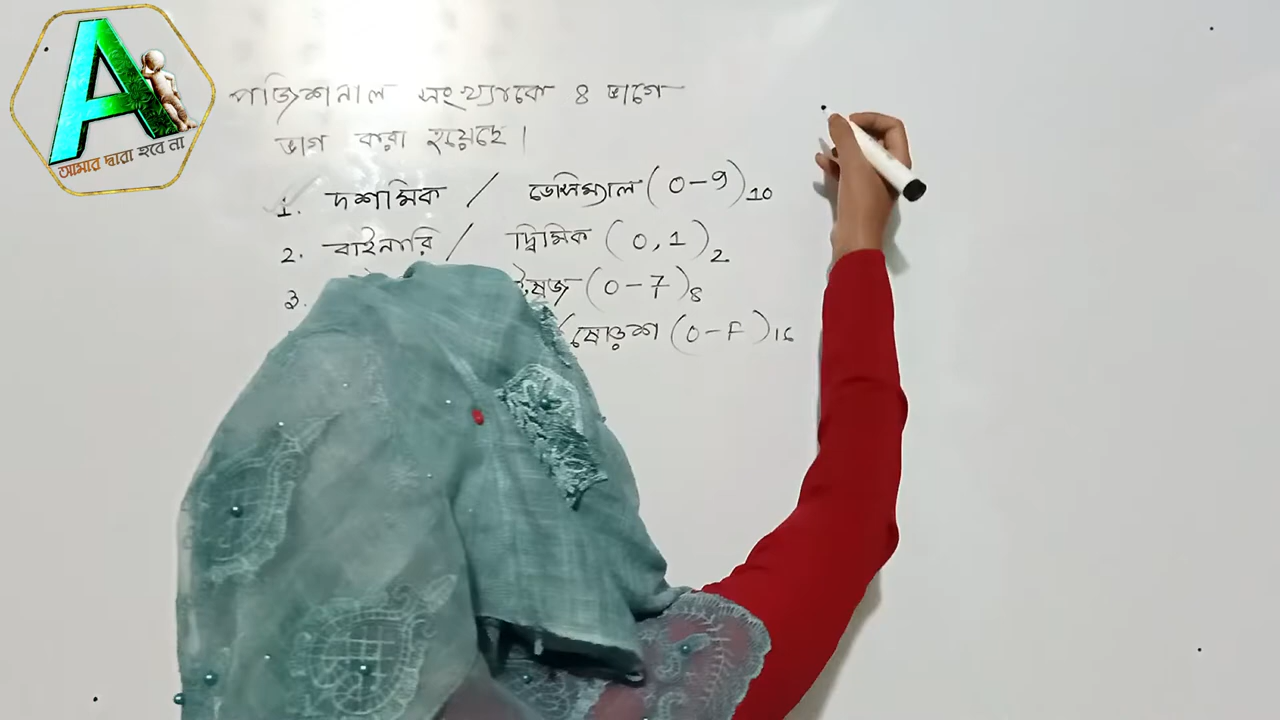 আমার দ্বারা হবে না
পজিশনাল সংখ্যাকে ৪ ভাগে
ভাগ করা হয়েছে।
1. দশমিক / ডেসিম্যাল (0-9)10
2. বাইনারি / দ্বিমিক (0,1)2
3. (0-7)8
ষোড়শ (0-F)16